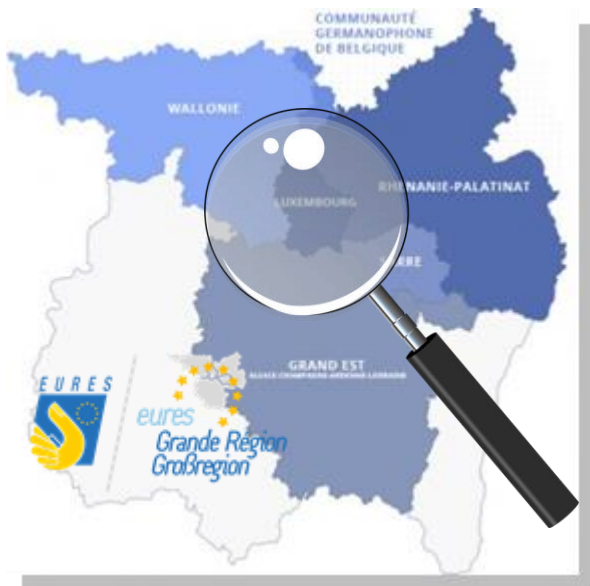 COMMUNAUTÉ
GERMANOPHONE
DE BELGIQUE
WALLONIE
RHENANIE-PALATINAT
LUXEMBOURG
GRAND EST
ALSACE CHAMPAGNE-ARDENNE LORRAINE
EURES
eures
Grande Région
Großregion